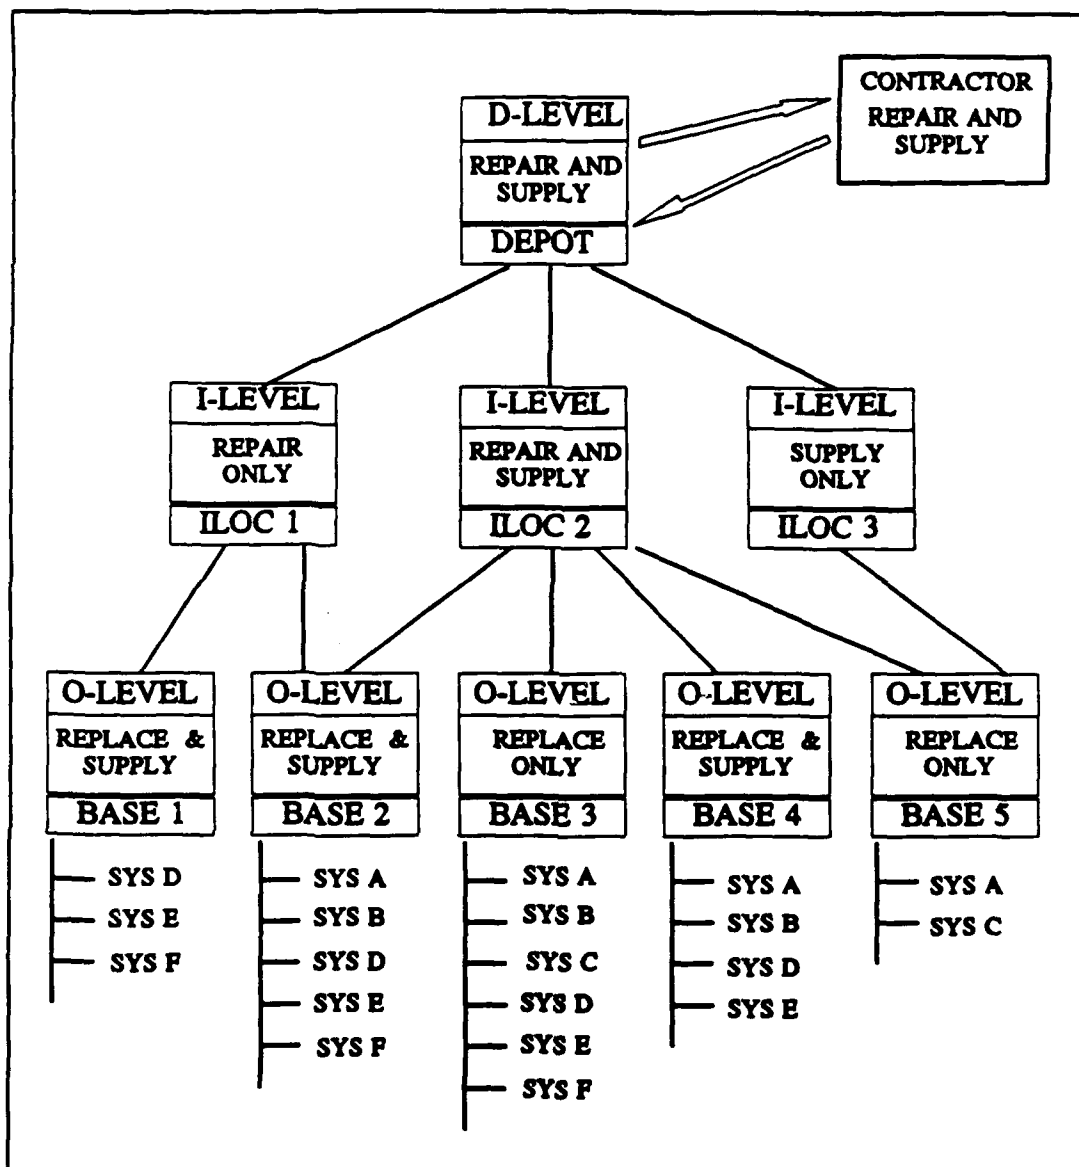 CONTRACTOR
REPAIR AND
SUPPLY
D-LEVEL
REPAIR AND
SUPPLY
DEPOT
I-LEVEL
REPAIR
ONLY
ILOC 1
I-LEVEL
REPAIR AND
SUPPLY
ILOC 2
I-LEVEL
SUPPLY
ONLY
ILOC 3
O-LEVEL
REPLACE &
SUPPLY
BASE 1
SYS D
SYS E
SYS F
O-LEVEL
REPLACE &
SUPPLY
BASE 2
SYS A
SYS B
SYS D
SYS E
SYS F
O-LEVEL
REPLACE
ONLY
BASE 3
SYS A
SYS B
SYS C
SYS D
SYS E
SYS F
O-LEVEL
REPLACE &
SUPPLY
BASE 4
SYS A
SYS B
SYS D
SYS E
O-LEVEL
REPLACE
ONLY
BASE 5
SYS A
SYS C